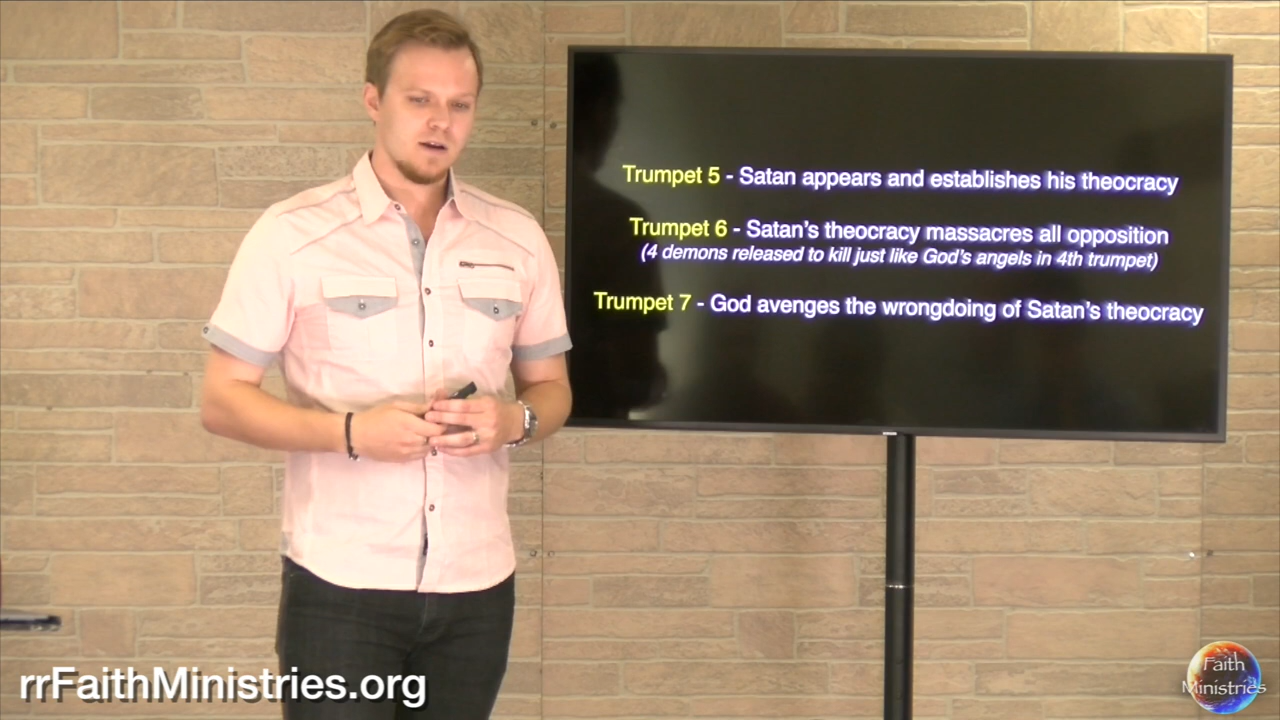 Trumpet 5 - Satan appears and establishes his theocracy
Trumpet 6 - Satan's theocracy massacres all opposition
(4 demons released to kill just like God's angels in 4th trumpet)
Trumpet 7 - God avenges the wrongdoing of Satan's theocracy
rrFaithMinistries.org
Faith
Ministries